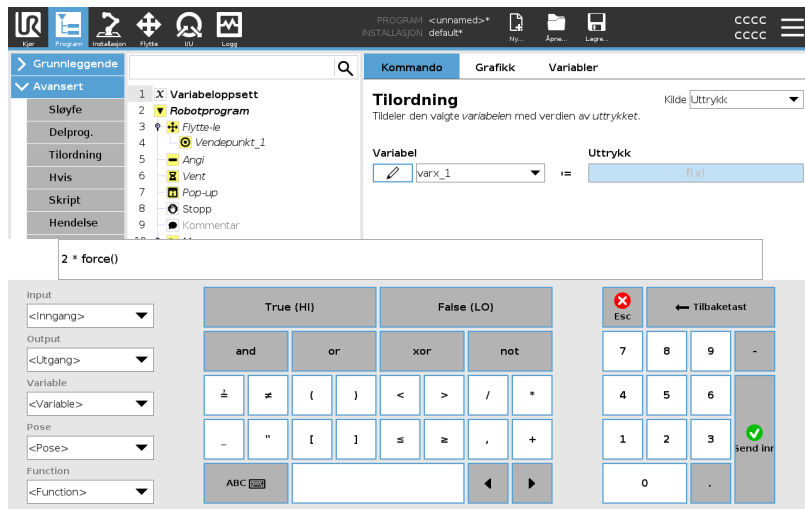 PROGRAM <unnamed>*
INSTALLASJON default*
CCCC
CCCC
Kjør
Program
Installasjon
Flytte
I/U
Logg
Ny...
Åpne...
Lagre...
Grunnleggende
Avansert
Sløyfe
Delprog.
Tilordning
Hvis
Skript
Hendelse
1 X Variabeloppsett
2 Robotprogram
3 Flytte-le
4 Vendepunkt_1
5 Angi
6 Vent
7 Pop-up
8 Stopp
9 Kommentar
Kommando Grafikk Variabler
Tilordning
Kilde Uttrykk
Tildeler den valgte variabelen med verdien av uttrykket.
Variabel
Uttrykk
varx_1
:=
f(x)
2 * force()
Input
<Inngang>
Output
<Utgang>
Variable
<Variable>
Pose
<Pose>
Function
<Function>
True (HI) False (LO)
and or xor not
≟ ≠ ( ) < > / *
_ " [ ] ≤ ≥ , +
ABC
Esc
Tilbaketast
7 8 9 -
4 5 6
1 2 3
Send inn
0 .